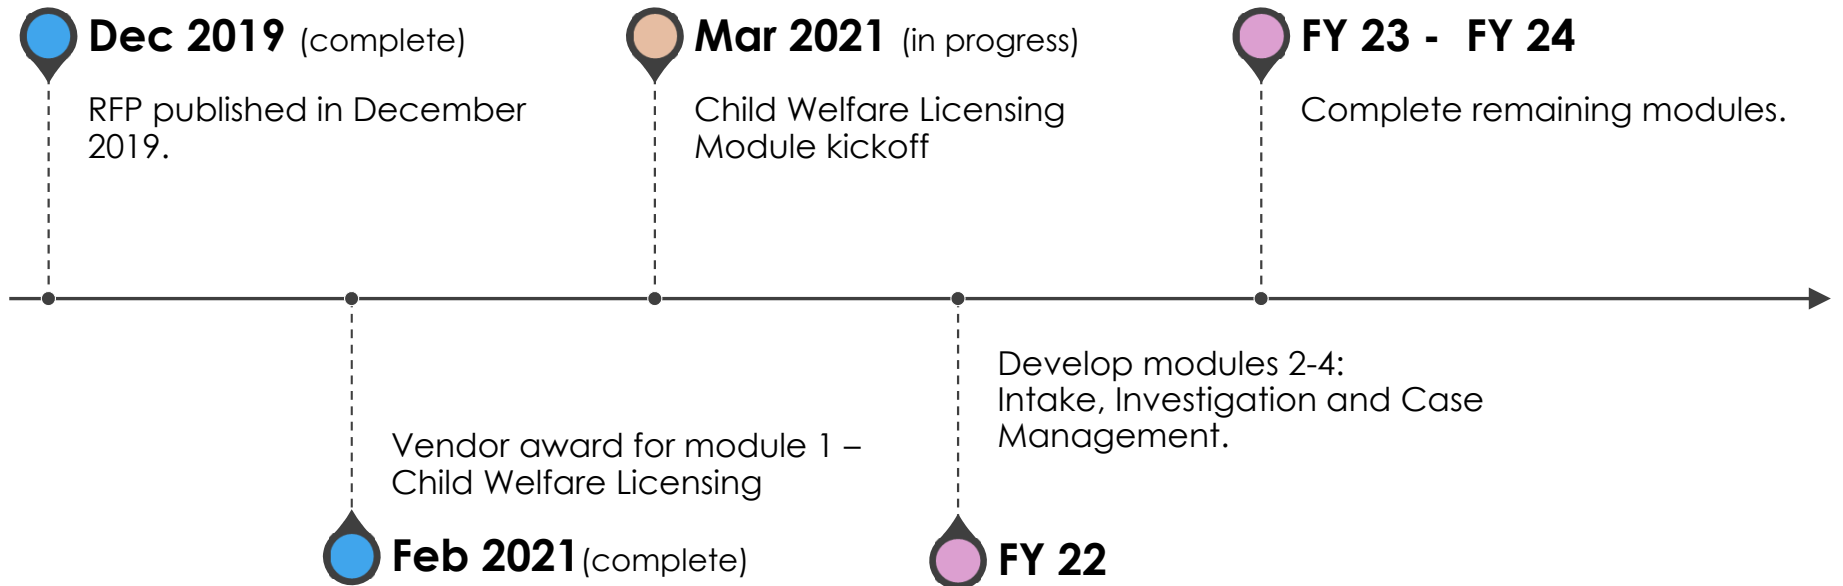 Dec 2019 (complete)
RFP published in December
2019.
Vendor award for module 1 –
Child Welfare Licensing
Feb 2021 (complete)
Mar 2021 (in progress)
Child Welfare Licensing
Module kickoff
Develop modules 2-4:
Intake, Investigation and Case
Management.
FY 22
FY 23 - FY 24
Complete remaining modules.